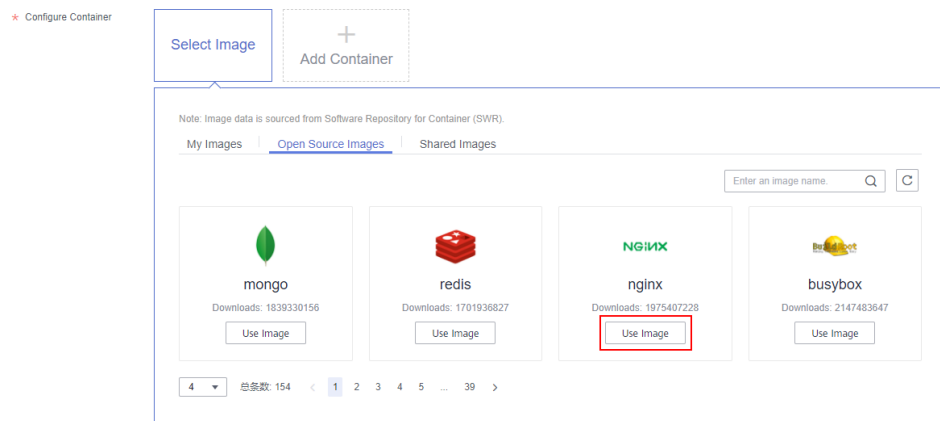 * Configure Container
Select Image
+
Add Container
Note: Image data is sourced from Software Repository for Container (SWR).
My Images Open Source Images Shared Images
Enter an image name.
NGiNX
mongo redis nginx busybox
Downloads: 1839330156 Downloads: 1701936827 Downloads: 1975407228 Downloads: 2147483647
Use Image Use Image Use Image Use Image
4 总条数: 154 < 1 2 3 4 5 ... 39 >